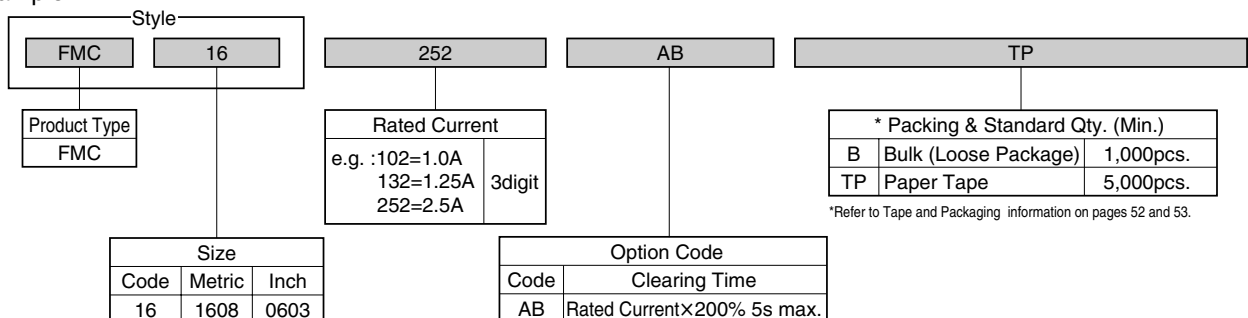 Style
FMC 16 252 AB TP
Product Type
FMC
Rated Current
e.g. :102=1.0A
132=1.25A
252=2.5A
3digit
* Packing & Standard Qty. (Min.)
B Bulk (Loose Package) 1,000pcs.
TP Paper Tape 5,000pcs.
*Refer to Tape and Packaging information on pages 52 and 53.
Size
Code Metric Inch
16 1608 0603
Option Code
Code Clearing Time
AB Rated Current×200% 5s max.